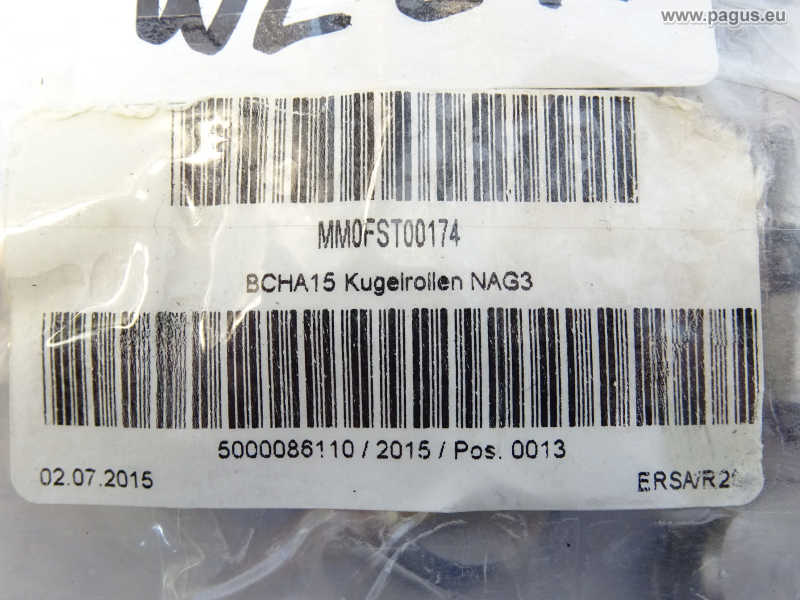 www.pagus.eu
MM0FST00174
BCHA15 Kugelrollen NAG3
5000086110 / 2015 / Pos. 0013
02.07.2015